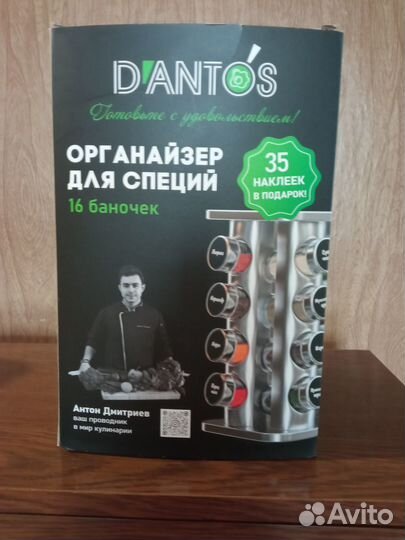 D'ANTO'S
Готовьте с удовольствием!
ОРГАНАЙЗЕР
ДЛЯ СПЕЦИЙ
16 баночек
35
НАКЛЕЕК
В ПОДАРОК!
Антон Дмитриев
ваш проводник
в мир кулинарии
Avito